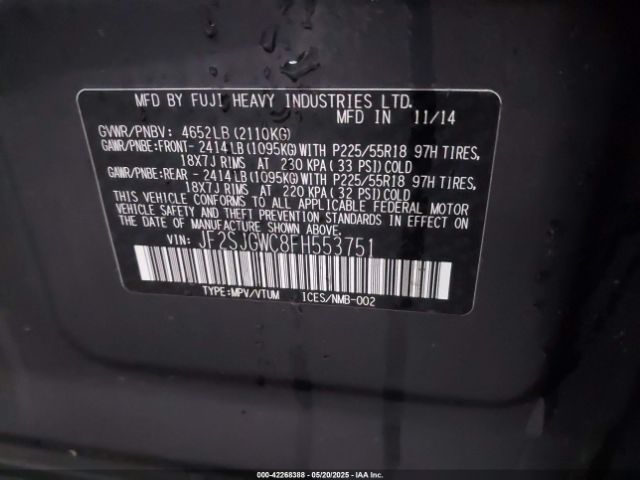 MFD BY FUJI HEAVY INDUSTRIES LTD.
MFD IN 11/14
GVWR/PNBV: 4652LB(2110KG)
GAWR/PNBE:FRONT- 2414LB(1095KG)WITH P225/55R18 97H TIRES,
18X7J RIMS AT 230 KPA(33 PSI)COLD
GAWR/PNBE:REAR - 2414LB(1095KG)WITH P225/55R18 97H TIRES,
18X7J RIMS AT 220 KPA(32 PSI)COLD
THIS VEHICLE CONFORMS TO ALL APPLICABLE FEDERAL MOTOR
VEHICLE SAFETY AND THEFT PREVENTION STANDARDS IN EFFECT
ON THE DATE OF MANUFACTURE SHOWN ABOVE.
VIN: JF2SJGWC8FH553751
TYPE:MPV/VTUM ICES/NMB-002
000-42268388 - 05/20/2025 - IAA Inc.